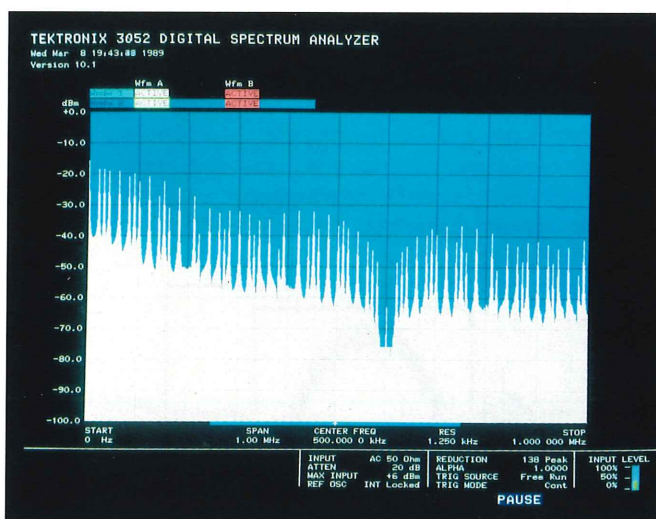 TEKTRONIX 3052 DIGITAL SPECTRUM ANALYZER
Wed Mar 8 19:43: 1989
Version 10.1
Wfm A Wfm B
ACTIVE ACTIVE
ACTIVE ACTIVE
dBm
+0.0
-10.0
-20.0
-30.0
-40.0
-50.0
-60.0
-70.0
-80.0
-90.0
-100.0
START SPAN CENTER FREQ RES STOP
0 Hz 1.00 MHz 500.000 0 kHz 1.250 kHz 1.000 000 MHz
INPUT AC 50 Ohm REDUCTION 138 Peak INPUT LEVEL
ATTEN 20 dB ALPHA 1.0000 100%
MAX INPUT +6 dBm TRIG SOURCE Free Run 50%
REF OSC INT Locked TRIG MODE Cont 0%
PAUSE